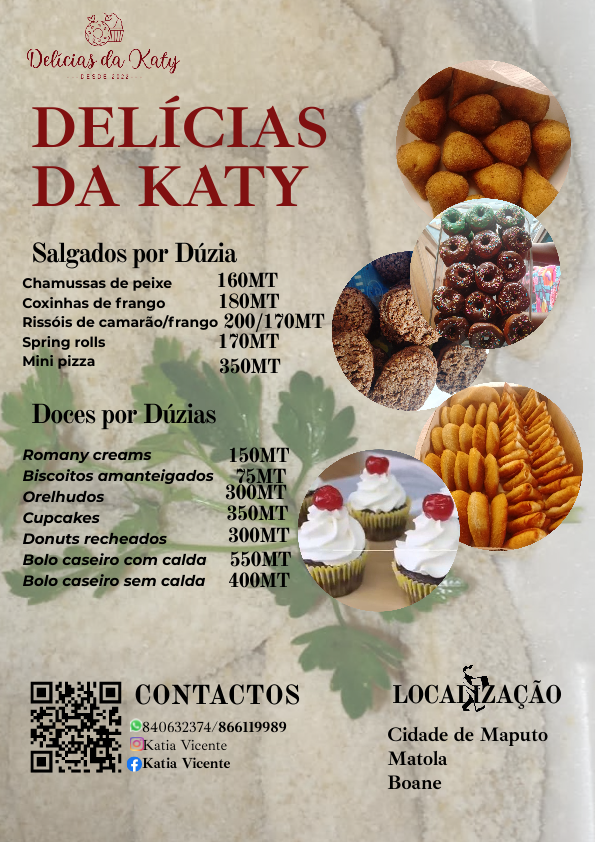 Delícias da Katy
DESDE 2022
DELÍCIAS
DA KATY
Salgados por Dúzia
Chamussas de peixe 160MT
Coxinhas de frango 180MT
Rissóis de camarão/frango 200/170MT
Spring rolls 170MT
Mini pizza 350MT
Doces por Dúzias
Romany creams 150MT
Biscoitos amanteigados 75MT
Orelhudos 300MT
Cupcakes 350MT
Donuts recheados 300MT
Bolo caseiro com calda 550MT
Bolo caseiro sem calda 400MT
CONTACTOS
840632374/866119989
Katia Vicente
Katia Vicente
LOCALIZAÇÃO
Cidade de Maputo
Matola
Boane